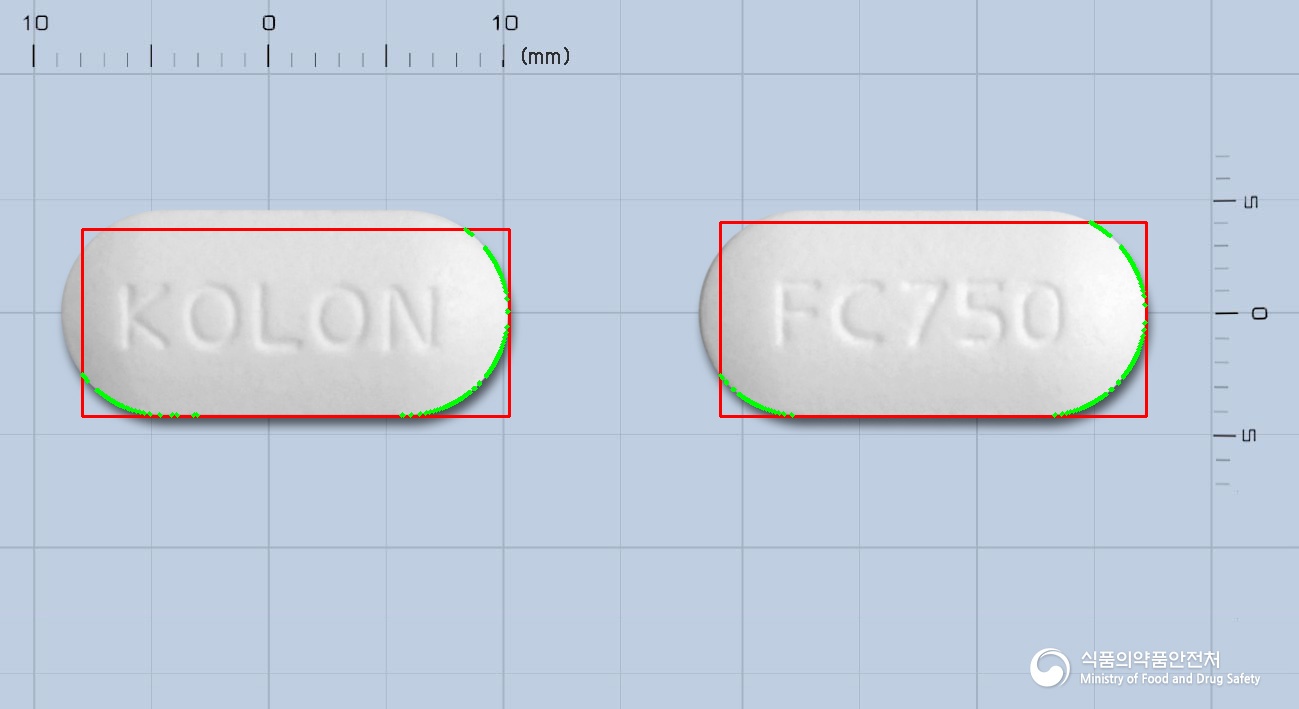 10 0 10
(mm)
5
0
5
KOLON
FC750
식품의약품안전처
Ministry of Food and Drug Safety